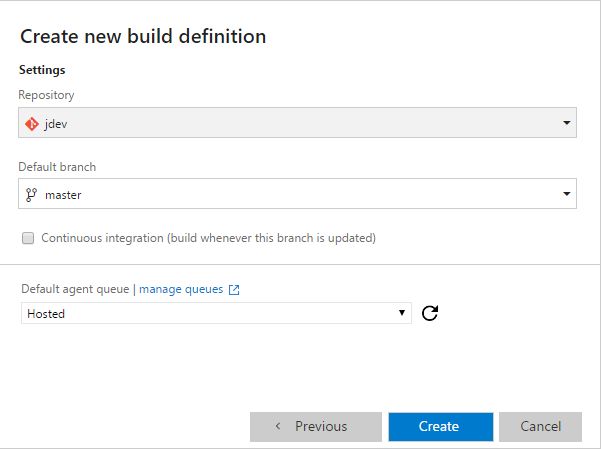 Create new build definition
Settings
Repository
jdev
Default branch
master
Continuous integration (build whenever this branch is updated)
Default agent queue | manage queues
Hosted
Previous
Create
Cancel